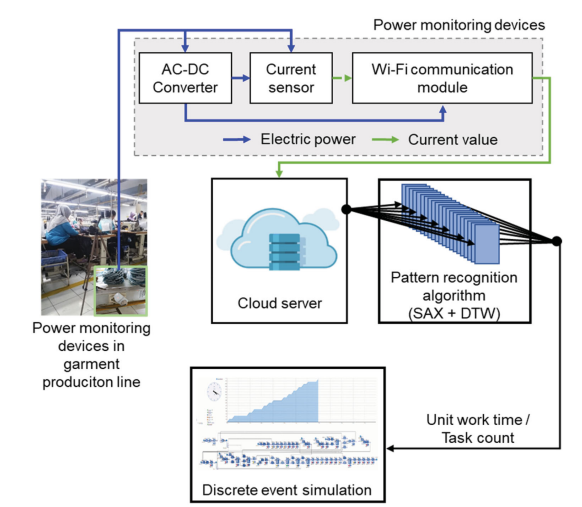 Power monitoring devices
AC-DC
Converter
Current
sensor
Wi-Fi communication
module
Electric power
Current value
Cloud server
Pattern recognition
algorithm
(SAX + DTW)
Power monitoring
devices in
garment
produciton line
Unit work time /
Task count
Discrete event simulation